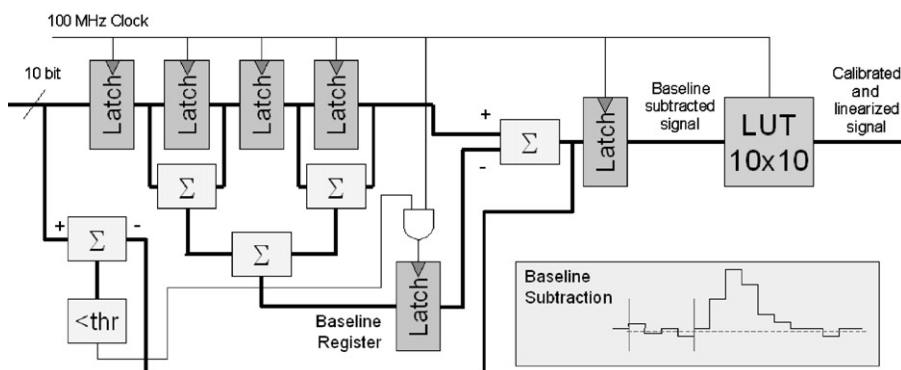 100 MHz Clock
10 bit
Latch
Latch
Latch
Latch
Σ
Σ
Σ
+
-
Σ
<thr
Baseline
Register
Latch
+
-
Σ
Latch
Baseline
subtracted
signal
LUT
10x10
Calibrated
and
linearized
signal
Baseline
Subtraction